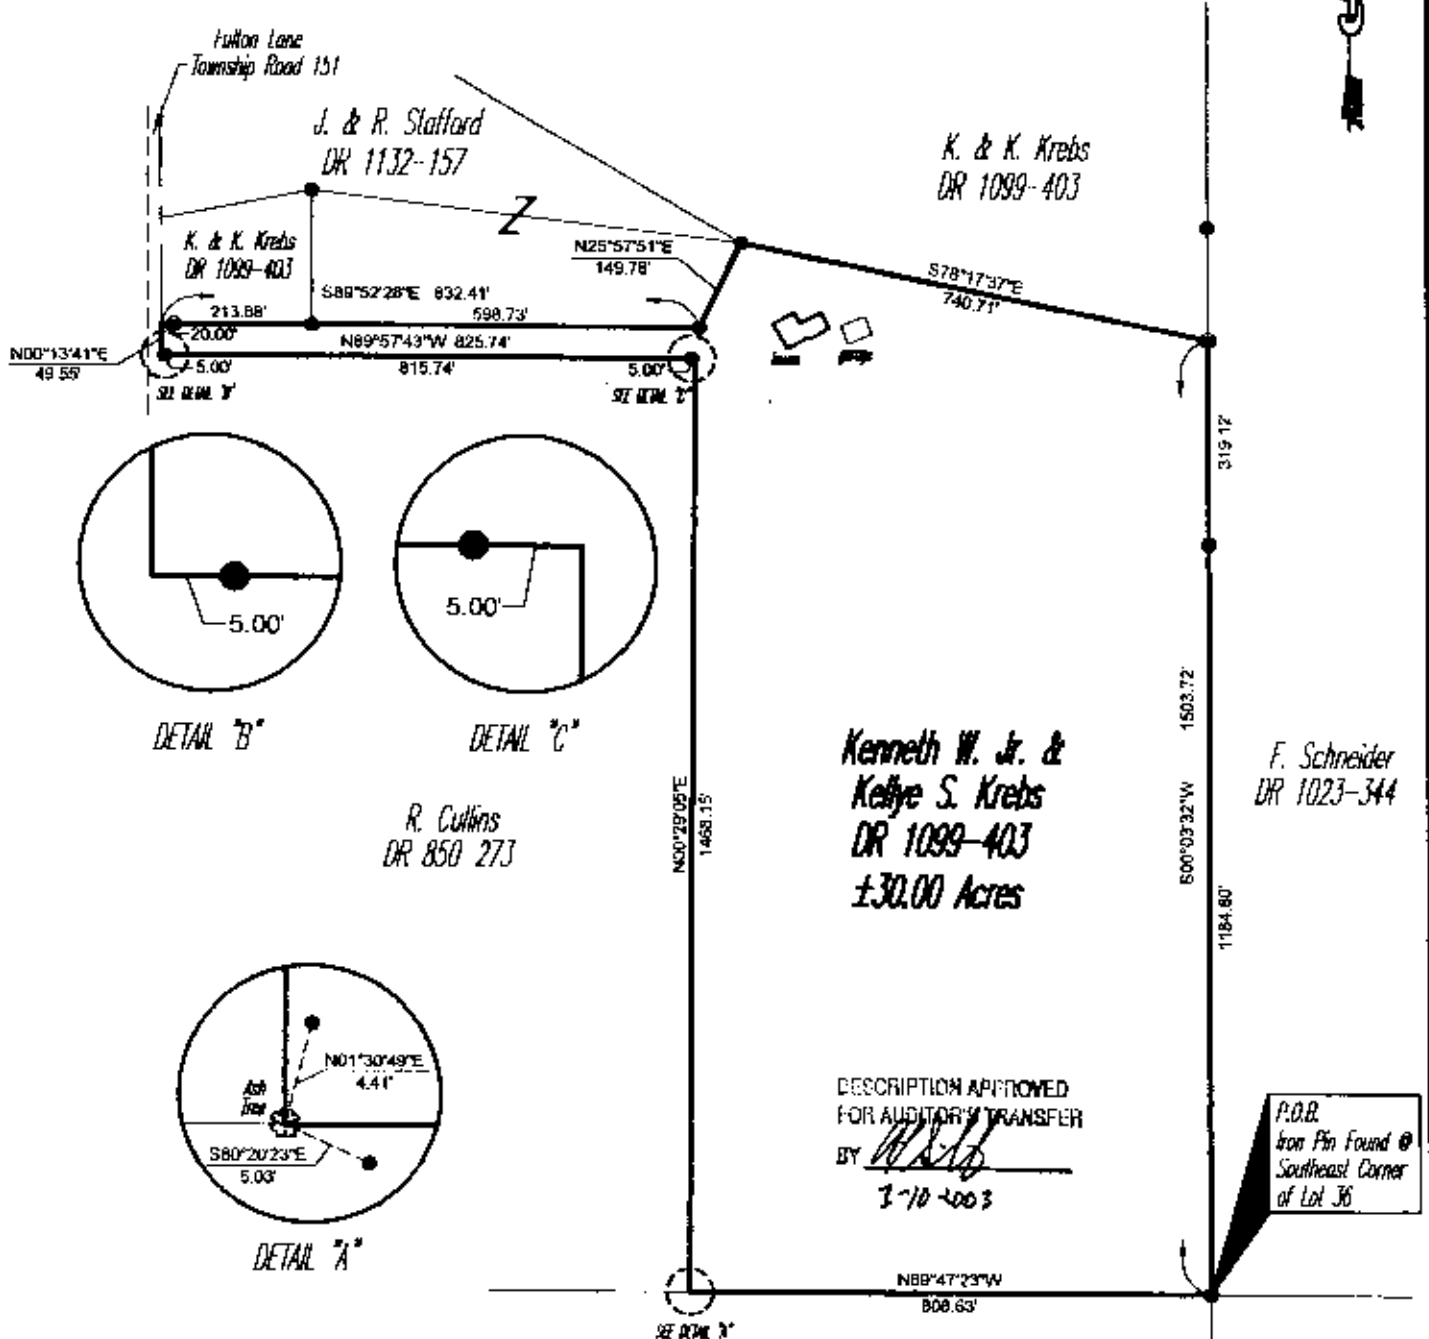 Fulton Lane
Township Road 151
J. & R. Stafford
DR 1132-157
K. & K. Krebs
DR 1099-403
Z
K. & K. Krebs
DR 1099-403
N25°57'51"E
149.78'
S78°17'37"E
740.71'
S89°52'28"E 832.41'
213.68'
598.73'
20.00'
N89°57'43"W 825.74'
N00°13'41"E
49.55'
5.00'
815.74'
5.00'
house
garage
SEE DETAIL "B"
SEE DETAIL "C"
319.12'
5.00'
5.00'
DETAIL "B"
DETAIL "C"
1503.72'
S00°03'32"W
1184.60'
Kenneth W. Jr. &
Kellye S. Krebs
DR 1099-403
±30.00 Acres
F. Schneider
DR 1023-344
R. Cullins
DR 850 273
N00°29'05"E
1468.15'
N01°30'49"E
4.41'
Ash
Tree
S80°20'23"E
5.03'
DETAIL "A"
DESCRIPTION APPROVED
FOR AUDITOR'S TRANSFER
BY
P.O.B.
Iron Pin Found @
Southeast Corner
of Lot 36
N89°47'23"W
808.63'
SEE DETAIL "A"